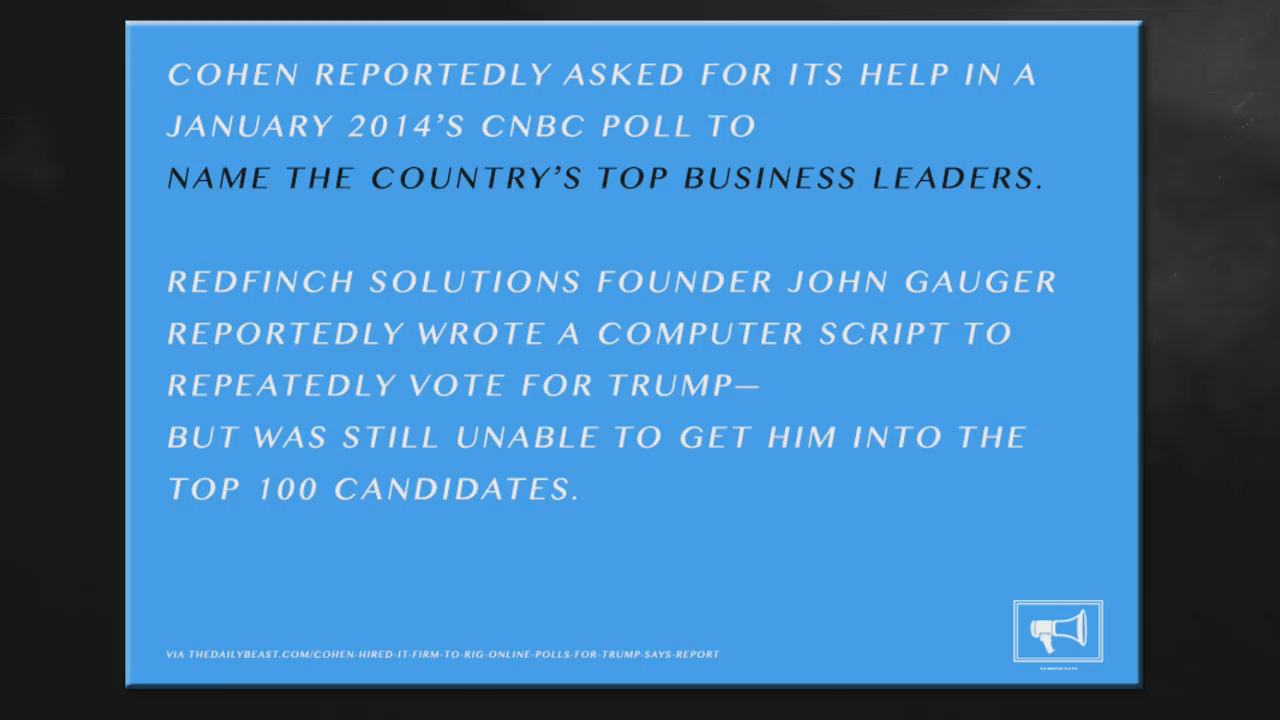 COHEN REPORTEDLY ASKED FOR ITS HELP IN A
JANUARY 2014’S CNBC POLL TO
NAME THE COUNTRY’S TOP BUSINESS LEADERS.
REDFINCH SOLUTIONS FOUNDER JOHN GAUGER
REPORTEDLY WROTE A COMPUTER SCRIPT TO
REPEATEDLY VOTE FOR TRUMP—
BUT WAS STILL UNABLE TO GET HIM INTO THE
TOP 100 CANDIDATES.
VIA THEDAILYBEAST.COM/COHEN-HIRED-IT-FIRM-TO-RIG-ONLINE-POLLS-FOR-TRUMP-SAYS-REPORT